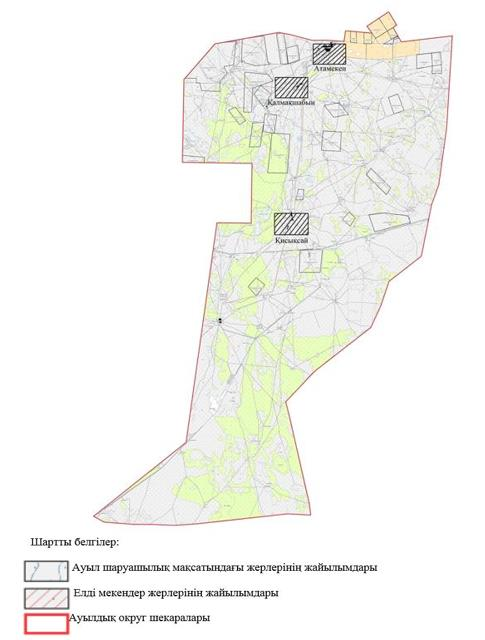 Атамекен
Қалмақшабын
Қисықсай
Шартты белгілер:
Ауыл шаруашылық мақсатындағы жерлерінің жайылымдары
Елді мекендер жерлерінің жайылымдары
Ауылдық округ шекаралары